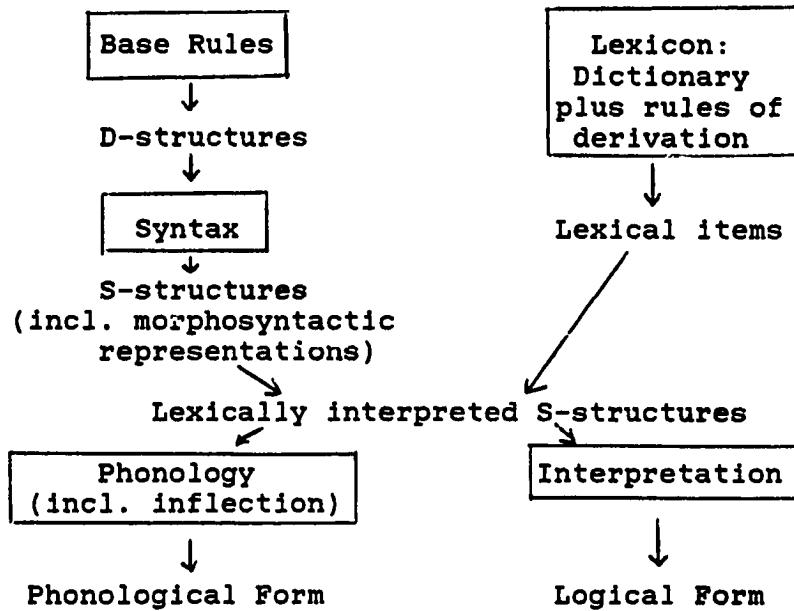 Base Rules
D-structures
Syntax
S-structures
(incl. morphosyntactic
representations)
Lexicon:
Dictionary
plus rules of
derivation
Lexical items
Lexically interpreted S-structures
Phonology
(incl. inflection)
Phonological Form
Interpretation
Logical Form